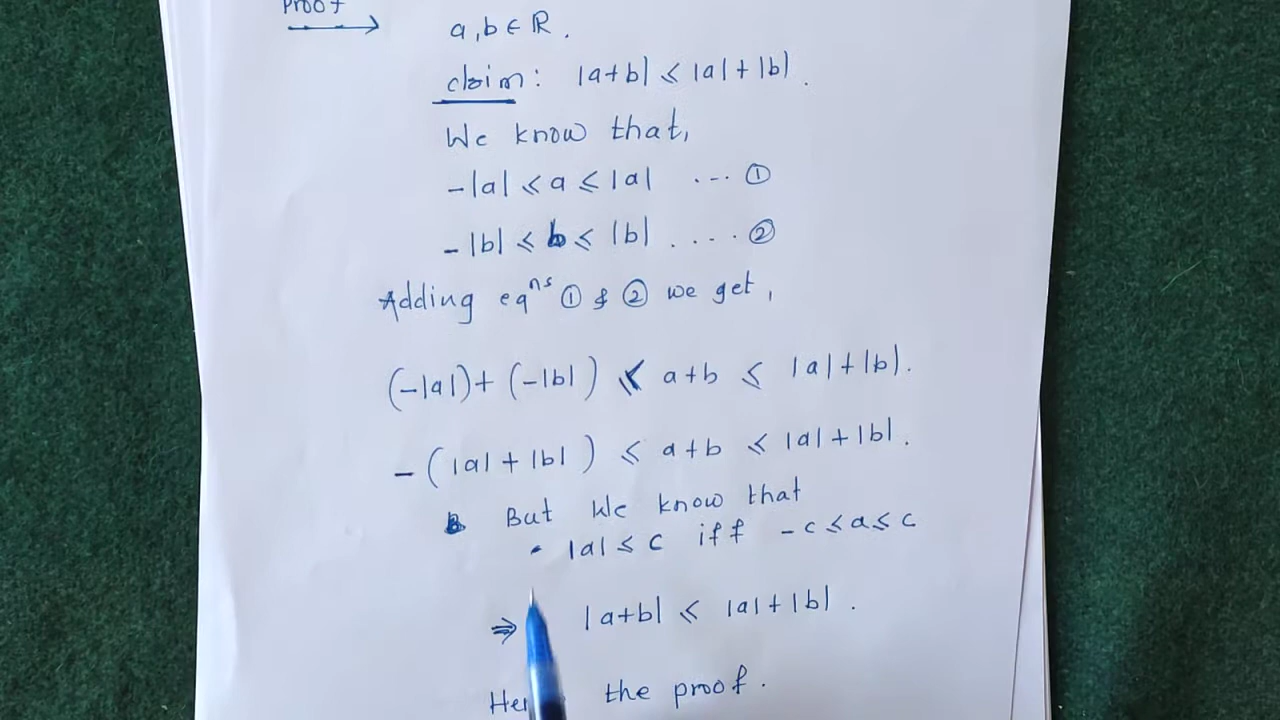 Proof
a,b ∈ ℝ.
claim: |a+b| ≤ |a|+|b|.
We know that,
-|a| ≤ a ≤ |a| ... ①
-|b| ≤ b ≤ |b| .... ②
Adding eqⁿˢ ① & ② we get,
(-|a|)+(-|b|) ≤ a+b ≤ |a|+|b|.
-(|a|+|b|) ≤ a+b ≤ |a|+|b|.
But We know that
|a| ≤ c iff -c ≤ a ≤ c
⇒ |a+b| ≤ |a|+|b|.
the proof.